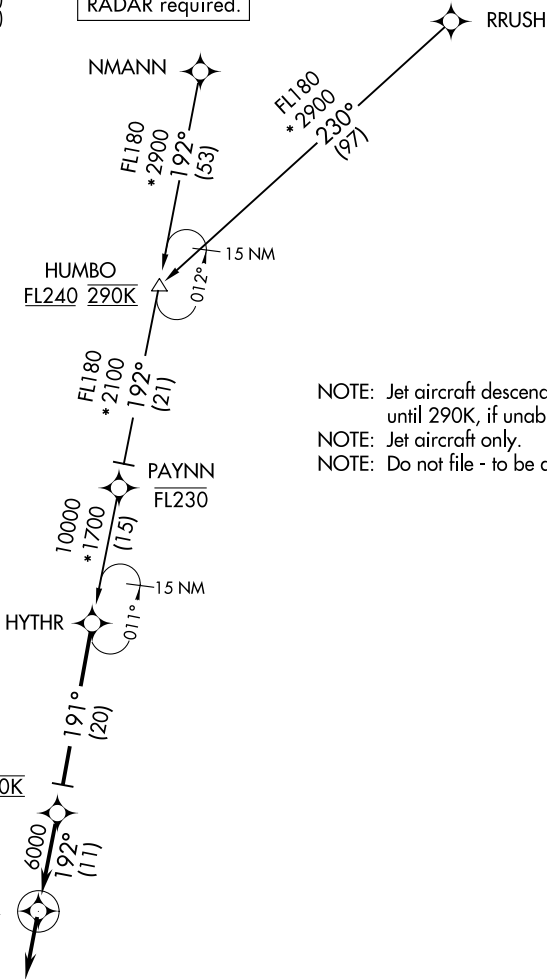 RADAR required.
RRUSH
NMANN
FL180
*2900
230°
(97)
FL180
*2900
192°
(53)
15 NM
012°
HUMBO
FL240 290K
FL180
*2100
192°
(21)
NOTE: Jet aircraft descend
until 290K, if unab
NOTE: Jet aircraft only.
NOTE: Do not file - to be a
PAYNN
FL230
10000
*1700
(15)
15 NM
011°
HYTHR
191°
(20)
0K
6000
192°
(11)